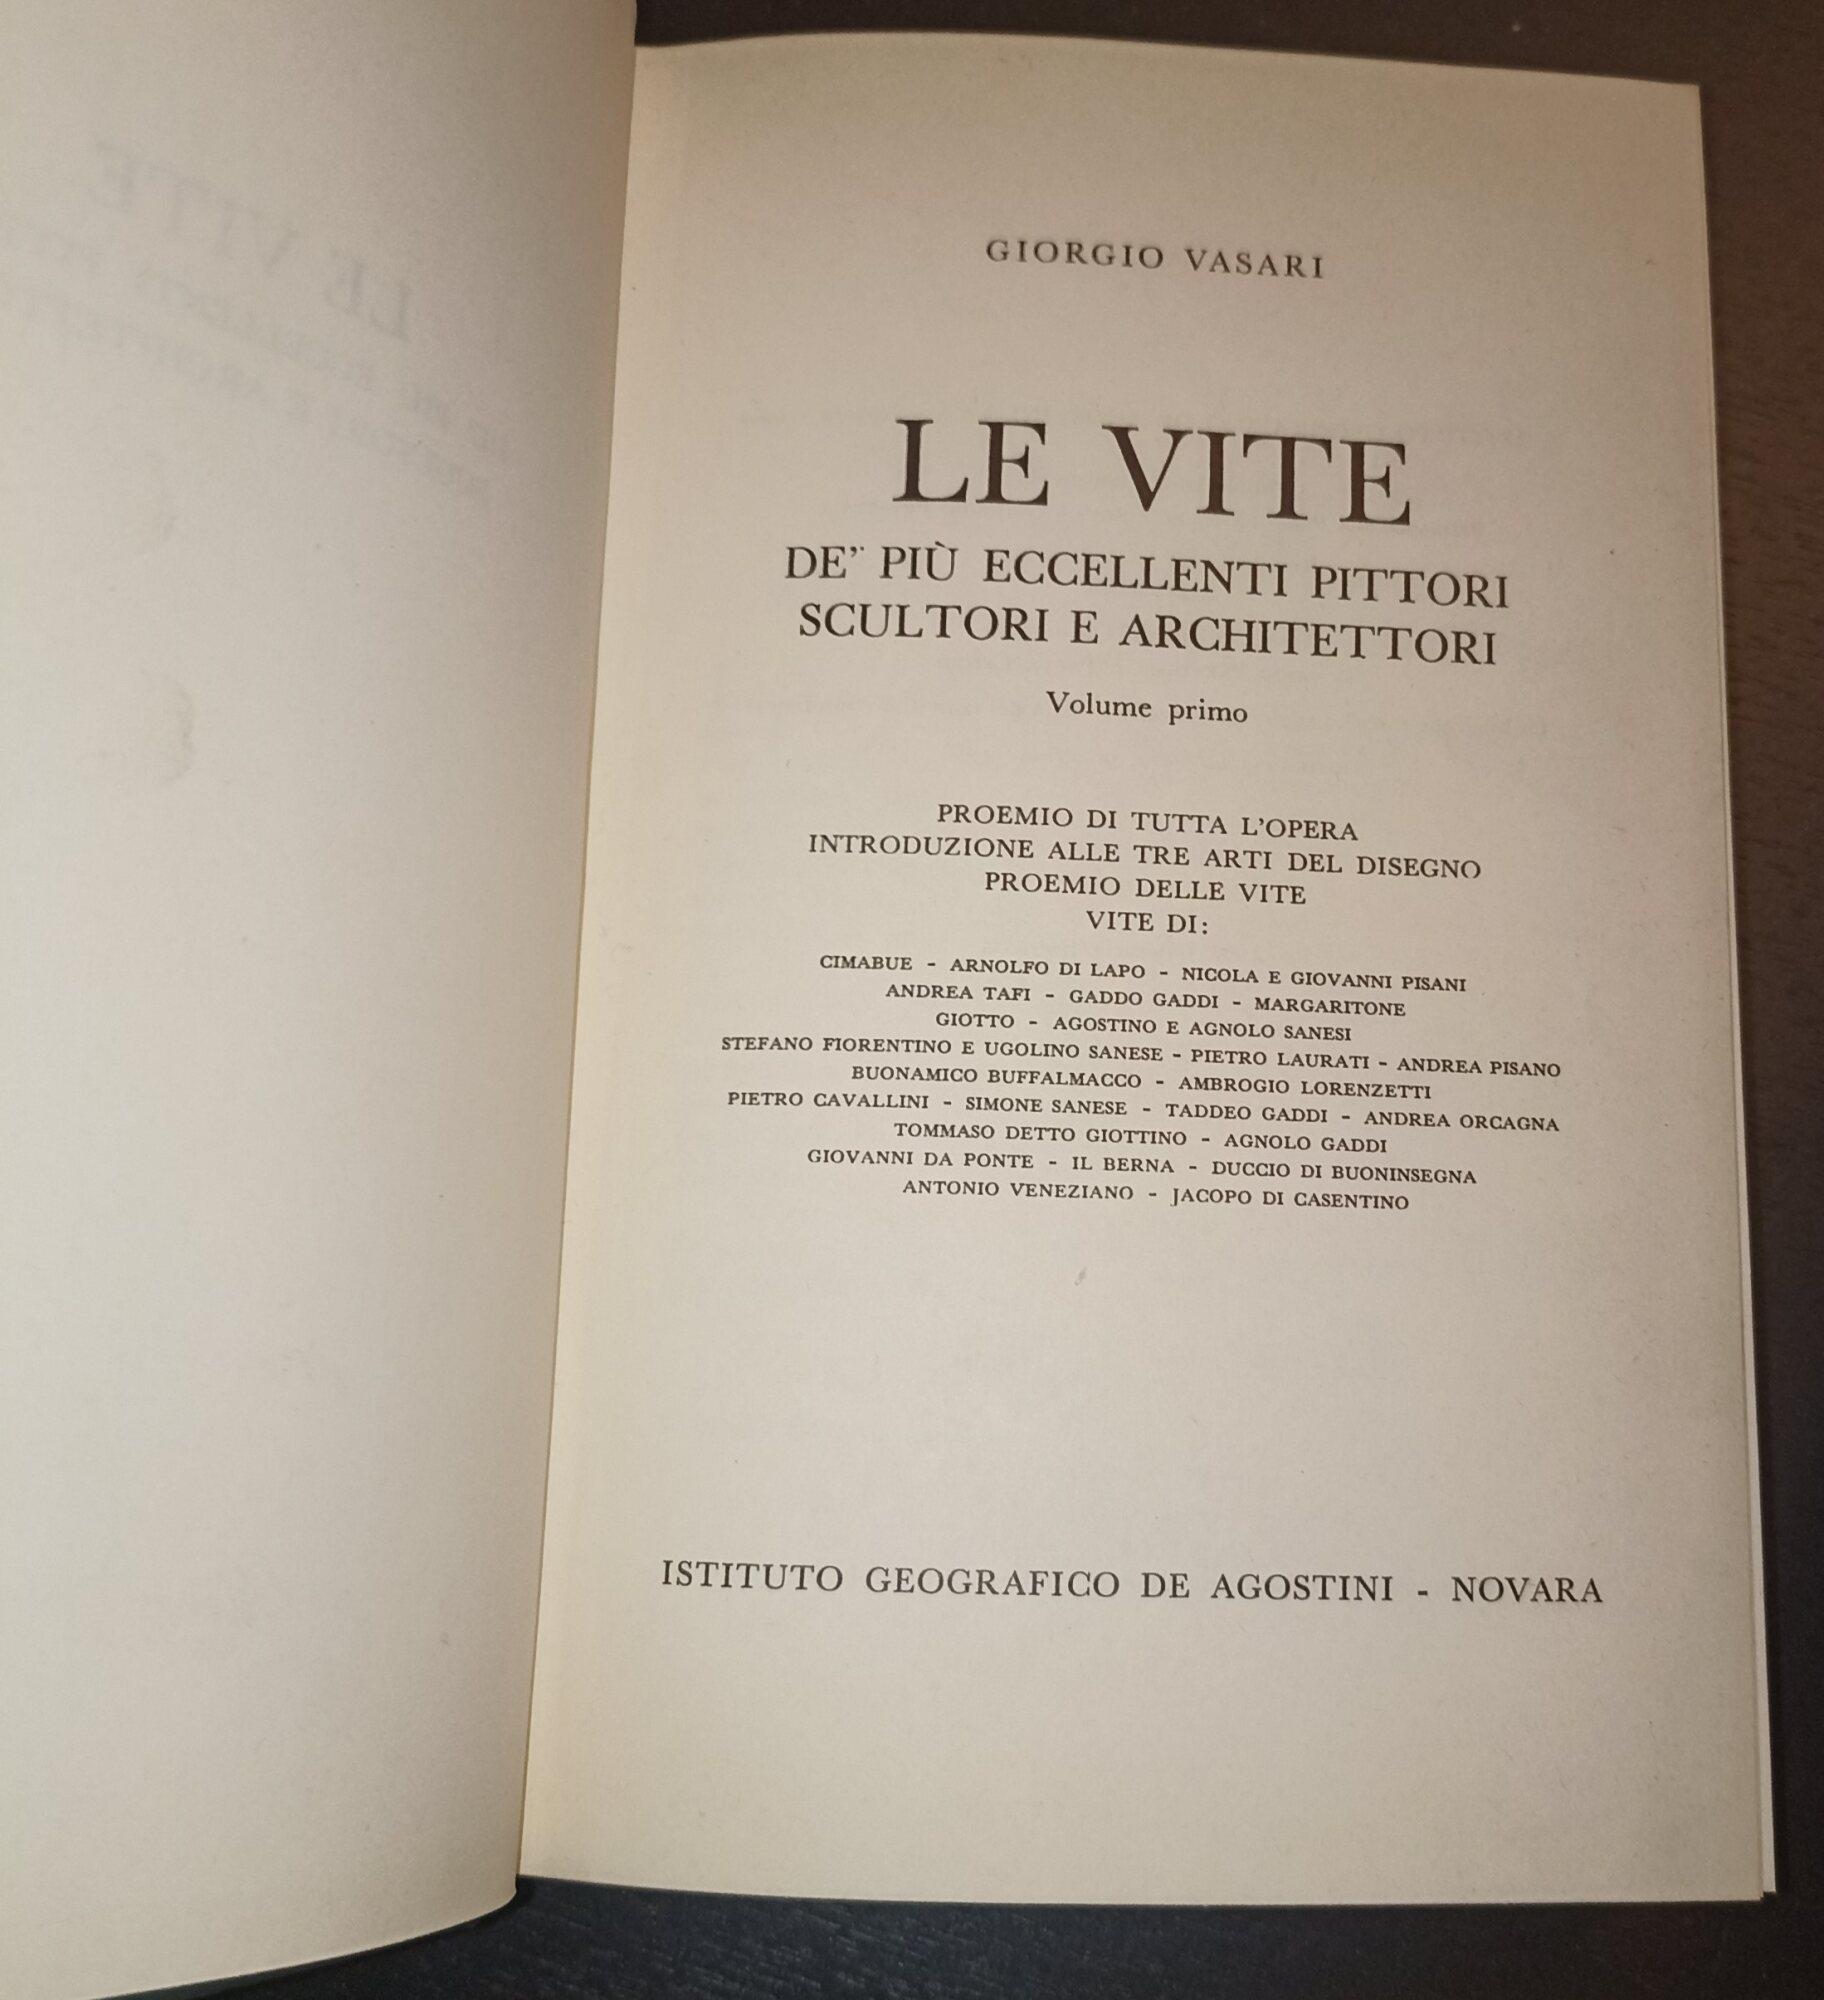 GIORGIO VASARI
LE VITE
DE' PIÙ ECCELLENTI PITTORI
SCULTORI E ARCHITETTORI
Volume primo
PROEMIO DI TUTTA L'OPERA
INTRODUZIONE ALLE TRE ARTI DEL DISEGNO
PROEMIO DELLE VITE
VITE DI:
CIMABUE - ARNOLFO DI LAPO - NICOLA E GIOVANNI PISANI
ANDREA TAFI - GADDO GADDI - MARGARITONE
GIOTTO - AGOSTINO E AGNOLO SANESI
STEFANO FIORENTINO E UGOLINO SANESE - PIETRO LAURATI - ANDREA PISANO
BUONAMICO BUFFALMACCO - AMBROGIO LORENZETTI
PIETRO CAVALLINI - SIMONE SANESE - TADDEO GADDI - ANDREA ORCAGNA
TOMMASO DETTO GIOTTINO - AGNOLO GADDI
GIOVANNI DA PONTE - IL BERNA - DUCCIO DI BUONINSEGNA
ANTONIO VENEZIANO - JACOPO DI CASENTINO
ISTITUTO GEOGRAFICO DE AGOSTINI - NOVARA